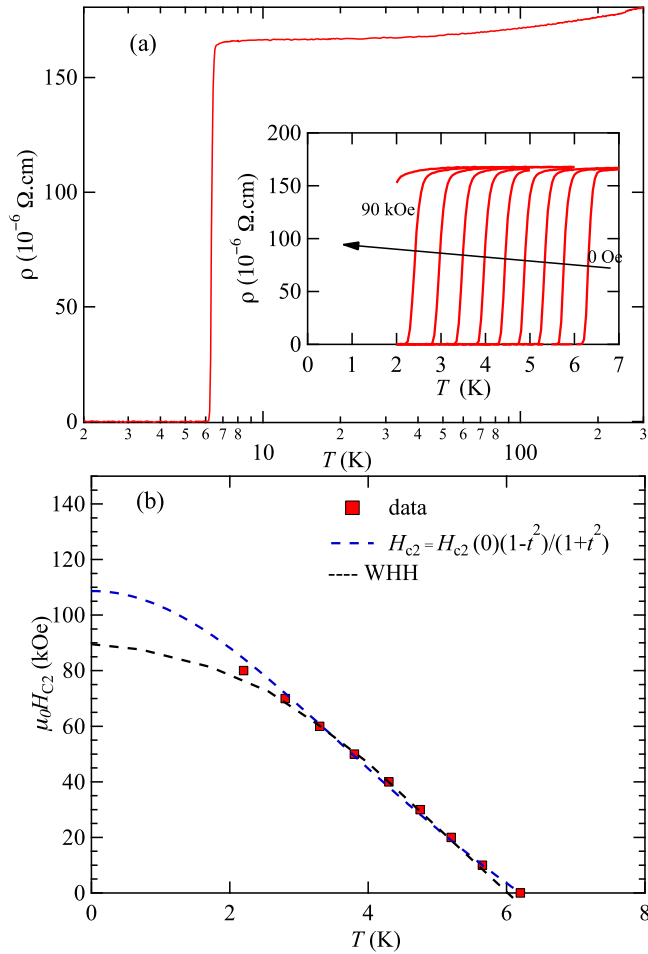 (a)
150
100
50
0
ρ (10⁻⁶ Ω.cm)
2 3 4 5 6 7 8 10 2 3 4 5 6 7 8 100 2 3
T (K)
200
150
100
50
0
ρ (10⁻⁶ Ω.cm)
90 kOe
0 Oe
0 1 2 3 4 5 6 7
T (K)
(b)
140
120
100
80
60
40
20
0
μ₀H_C2 (kOe)
data
H_c2 = H_c2 (0)(1-t²)/(1+t²)
WHH
0 2 4 6 8
T (K)